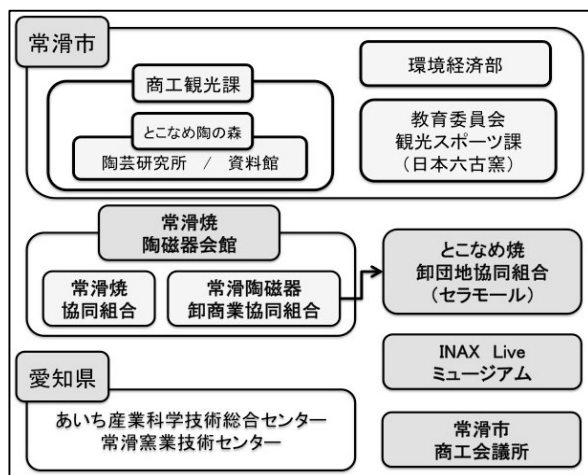 常滑市
商工観光課
とこなめ陶の森
陶芸研究所 / 資料館
環境経済部
教育委員会
観光スポーツ課
（日本六古窯）
常滑焼
陶磁器会館
常滑焼
協同組合
常滑陶磁器
卸商業協同組合
とこなめ焼
卸団地協同組合
（セラモール）
愛知県
あいち産業科学技術総合センター
常滑窯業技術センター
INAX Live
ミュージアム
常滑市
商工会議所